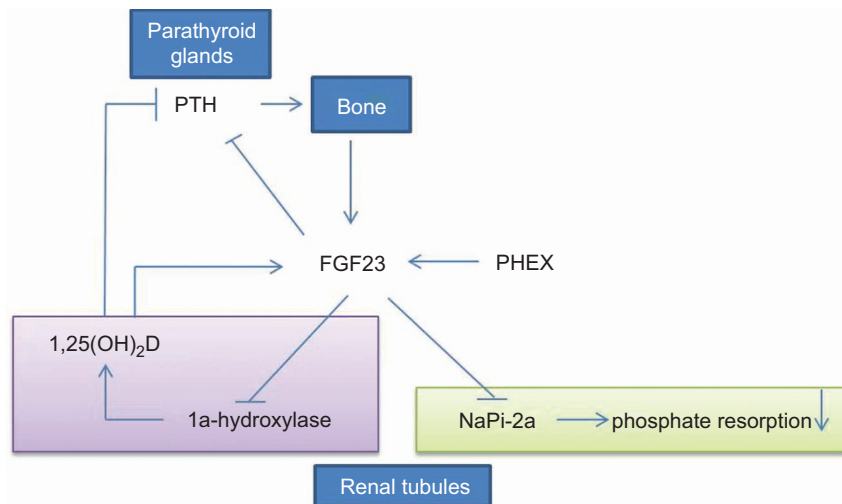 Parathyroid
glands
PTH
Bone
FGF23
PHEX
1,25(OH)₂D
1a-hydroxylase
NaPi-2a
phosphate resorption
Renal tubules